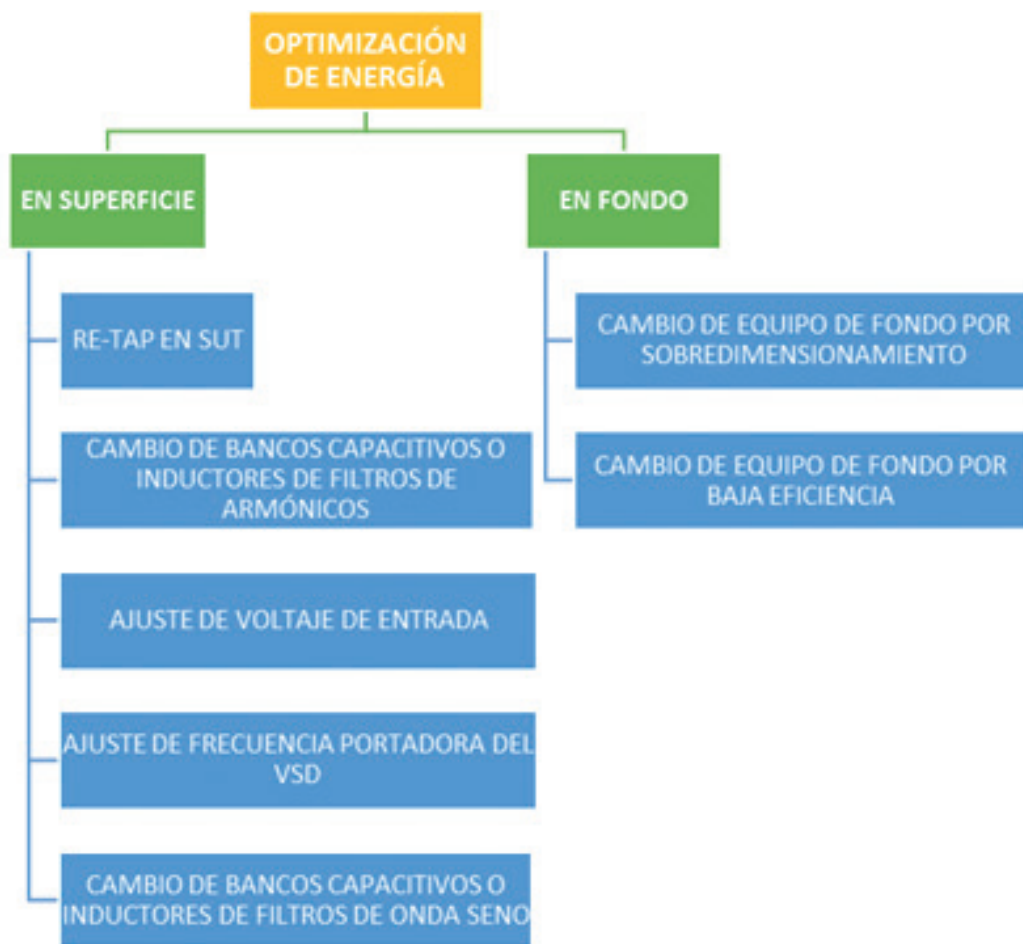 OPTIMIZACIÓN
DE ENERGÍA
EN SUPERFICIE
RE-TAP EN SUT
CAMBIO DE BANCOS CAPACITIVOS O
INDUCTORES DE FILTROS DE
ARMÓNICOS
AJUSTE DE VOLTAJE DE ENTRADA
AJUSTE DE FRECUENCIA PORTADORA DEL
VSD
CAMBIO DE BANCOS CAPACITIVOS O
INDUCTORES DE FILTROS DE ONDA SENO
EN FONDO
CAMBIO DE EQUIPO DE FONDO POR
SOBREDIMENSIONAMIENTO
CAMBIO DE EQUIPO DE FONDO POR
BAJA EFICIENCIA